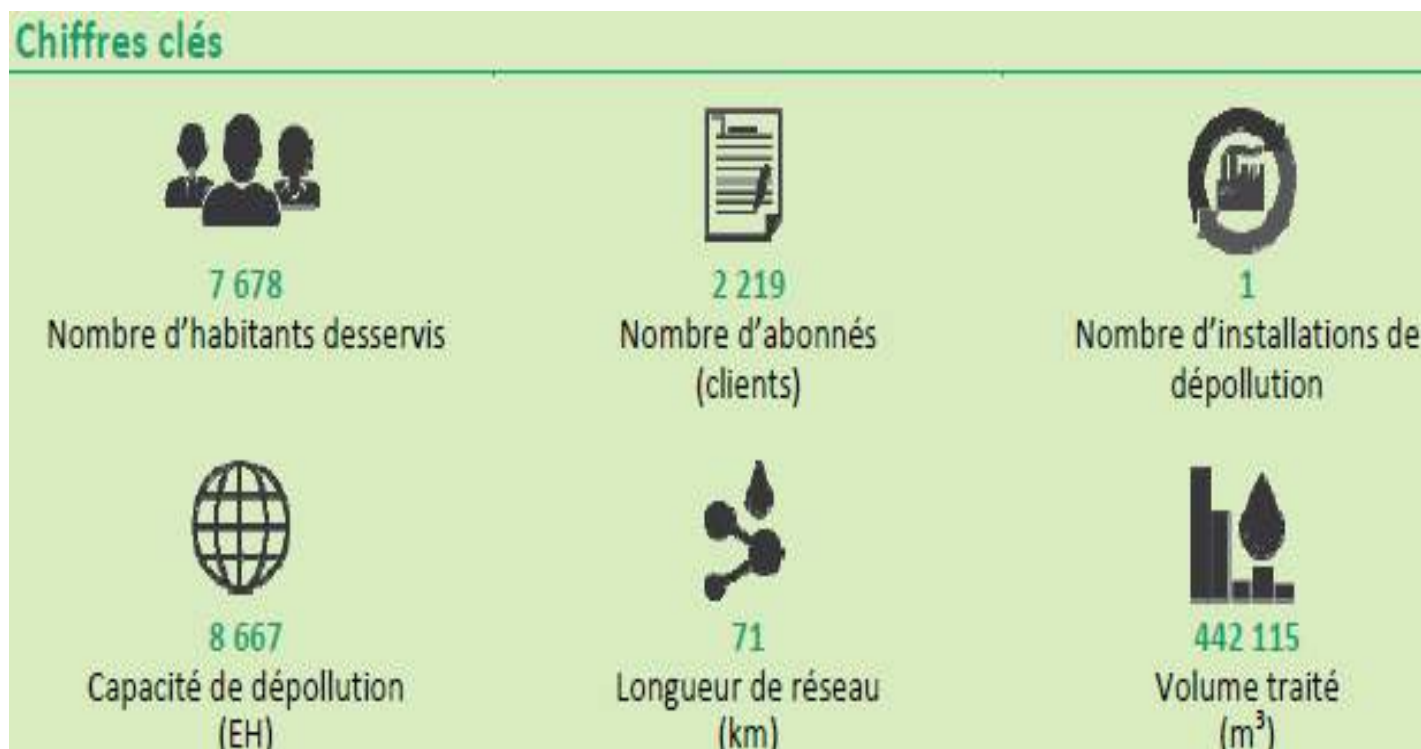 Chiffres clés
7 678
Nombre d'habitants desservis
2 219
Nombre d'abonnés
(clients)
1
Nombre d'installations de
dépollution
8 667
Capacité de dépollution
(EH)
71
Longueur de réseau
(km)
442 115
Volume traité
(m³)